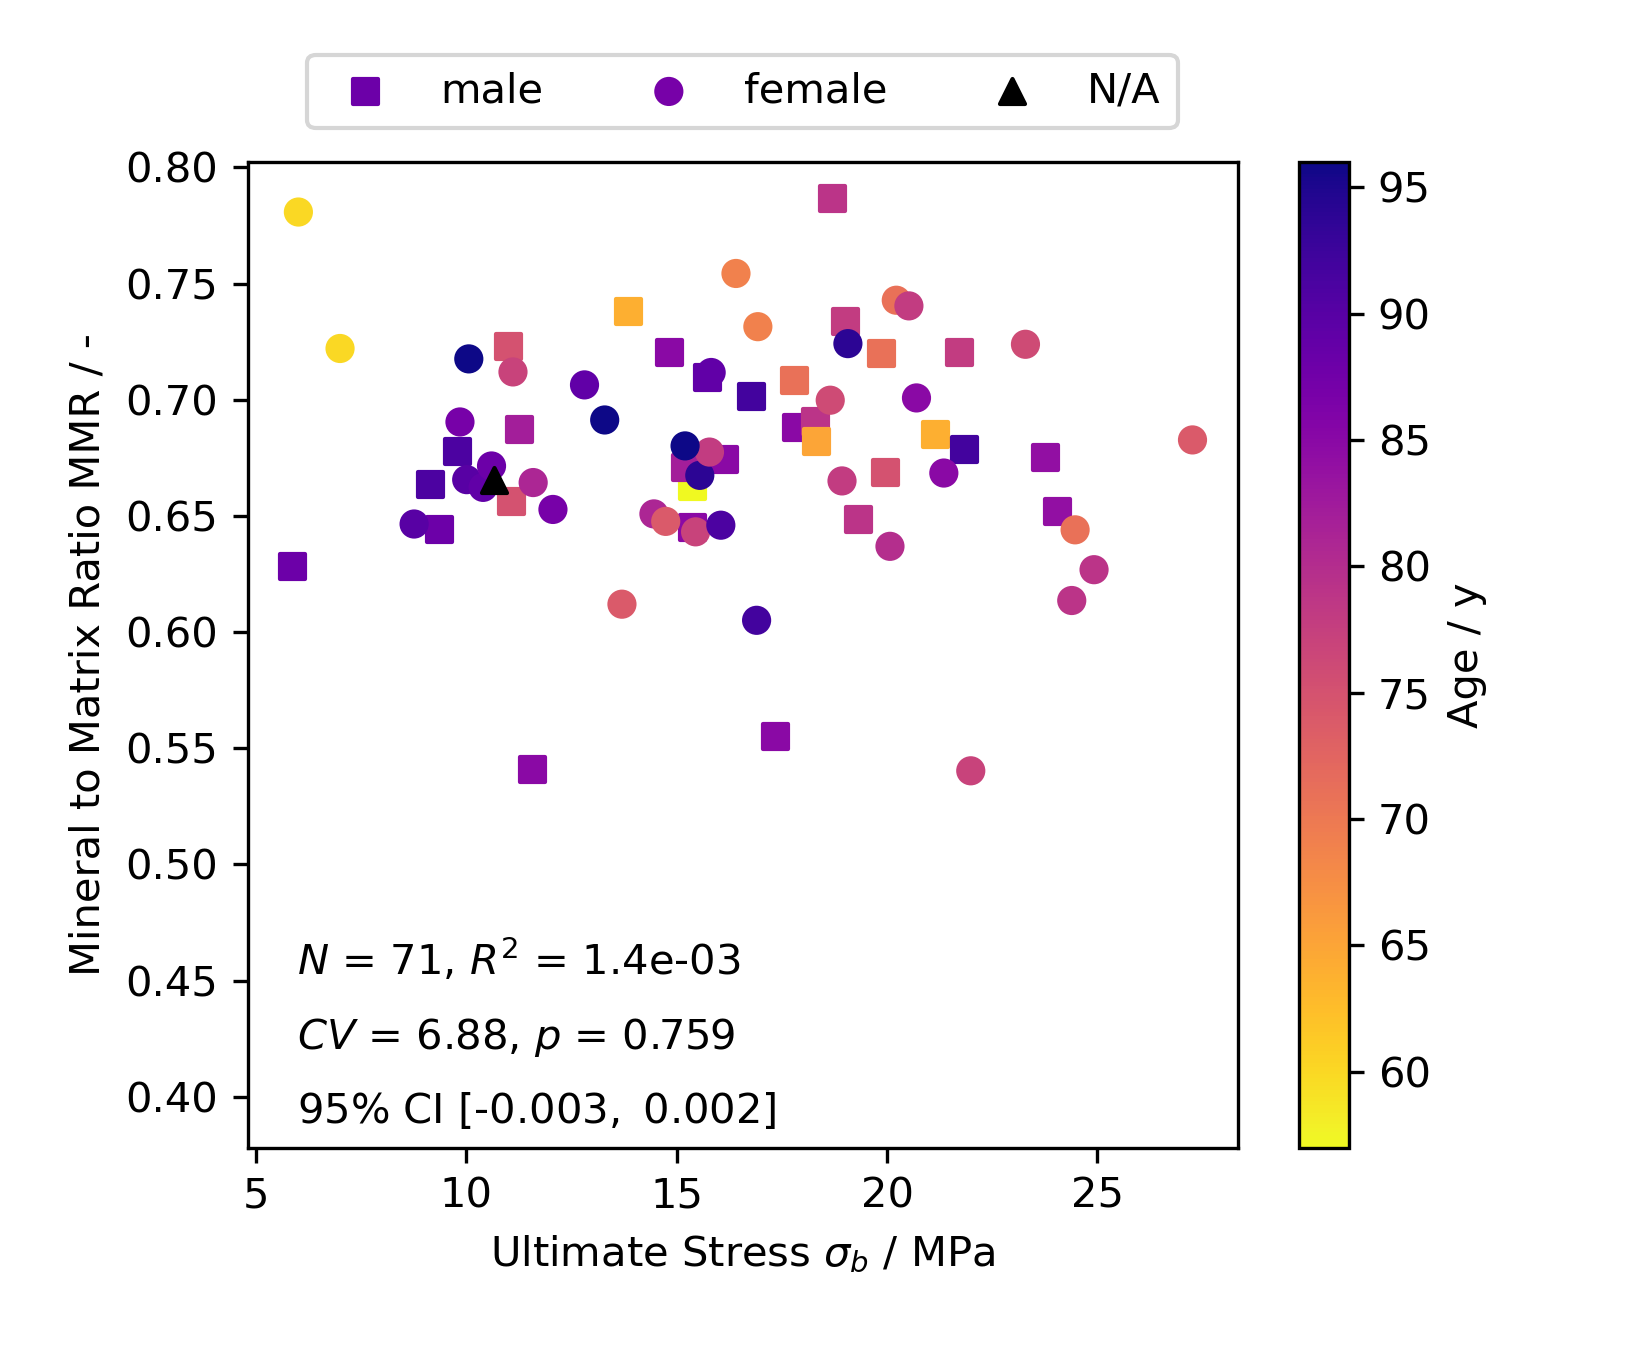 male female N/A
0.80
0.75
0.70
0.65
0.60
0.55
0.50
0.45
0.40
Mineral to Matrix Ratio MMR / -
N = 71, R² = 1.4e-03
CV = 6.88, p = 0.759
95% CI [-0.003, 0.002]
5 10 15 20 25
Ultimate Stress σ_b / MPa
95
90
85
80
75
70
65
60
Age / y